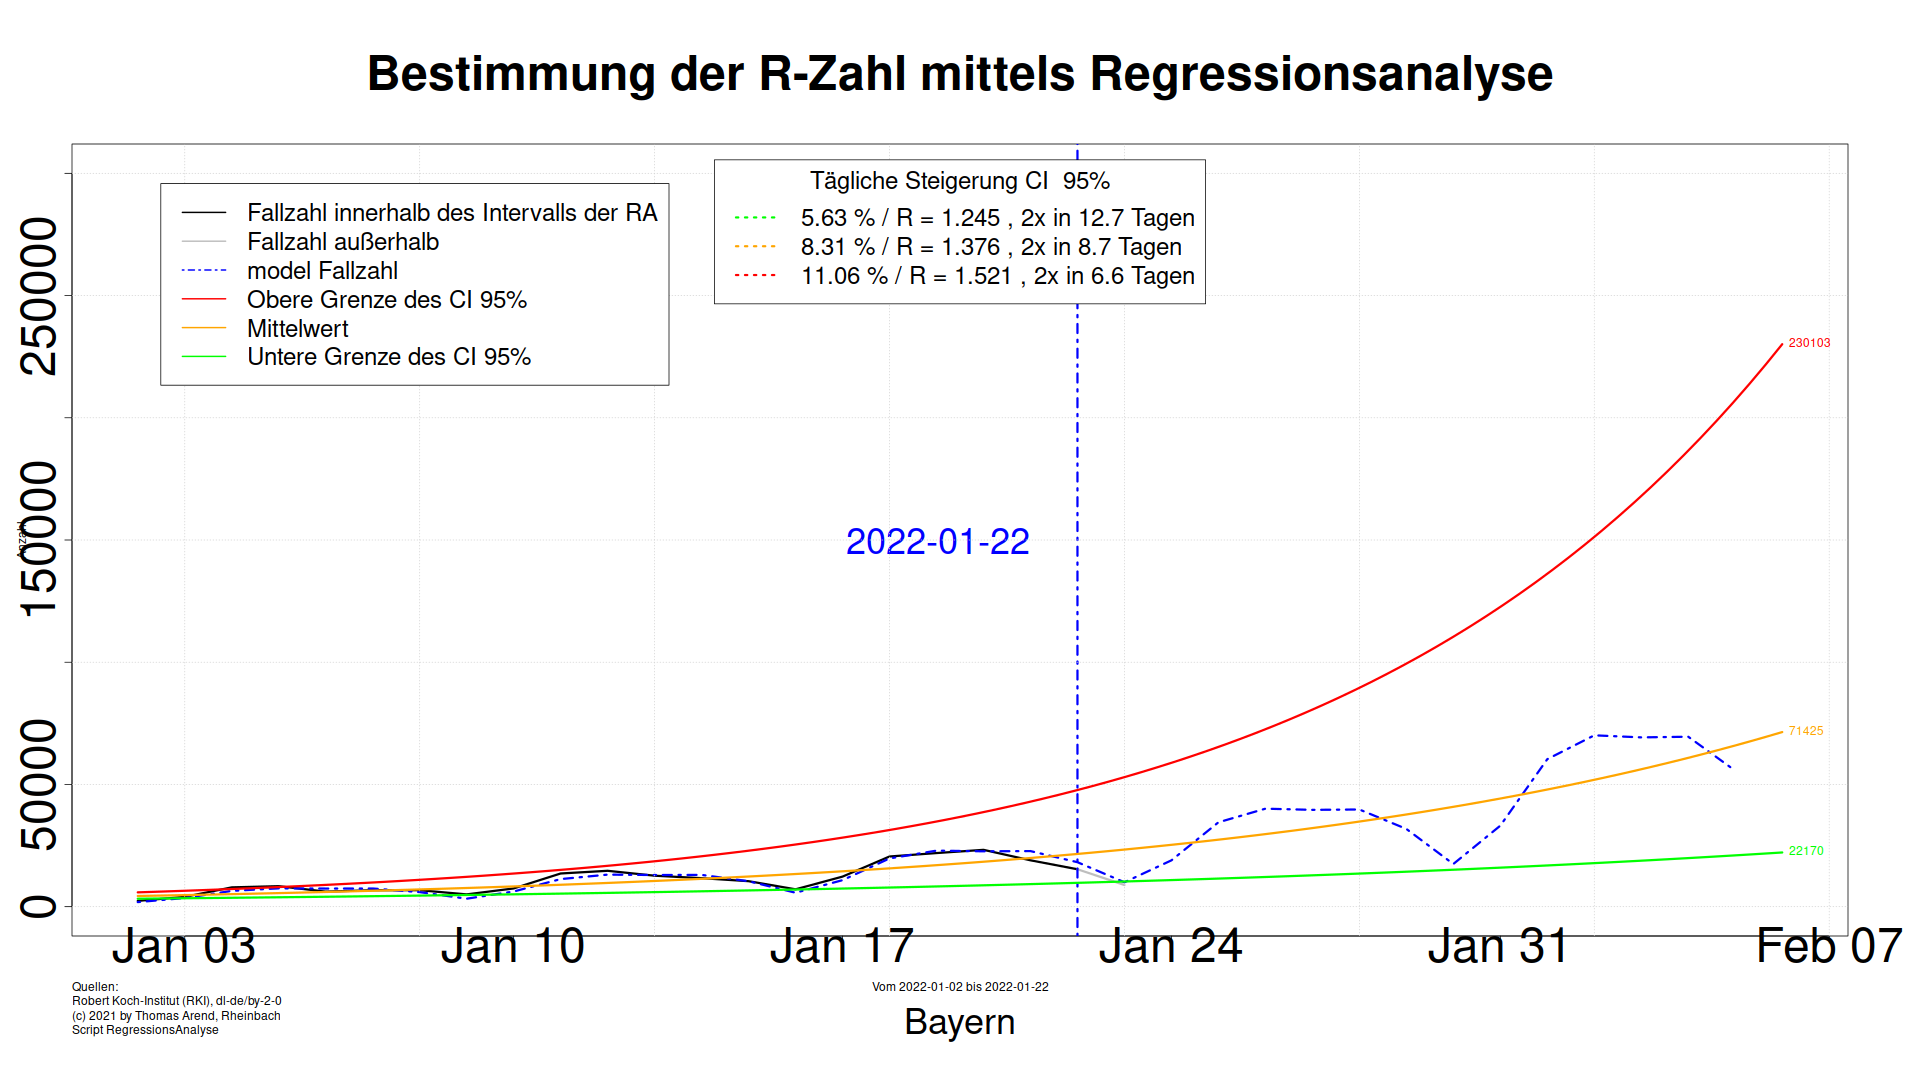 Bestimmung der R-Zahl mittels Regressionsanalyse
Fallzahl innerhalb des Intervalls der RA
Fallzahl außerhalb
model Fallzahl
Obere Grenze des CI 95%
Mittelwert
Untere Grenze des CI 95%
Tägliche Steigerung CI 95%
5.63 % / R = 1.245 , 2x in 12.7 Tagen
8.31 % / R = 1.376 , 2x in 8.7 Tagen
11.06 % / R = 1.521 , 2x in 6.6 Tagen
250000
150000
50000
0
Anzahl
2022-01-22
230103
71425
22170
Jan 03
Jan 10
Jan 17
Jan 24
Jan 31
Feb 07
Quellen:
Robert Koch-Institut (RKI), dl-de/by-2-0
(c) 2021 by Thomas Arend, Rheinbach
Script RegressionsAnalyse
Vom 2022-01-02 bis 2022-01-22
Bayern